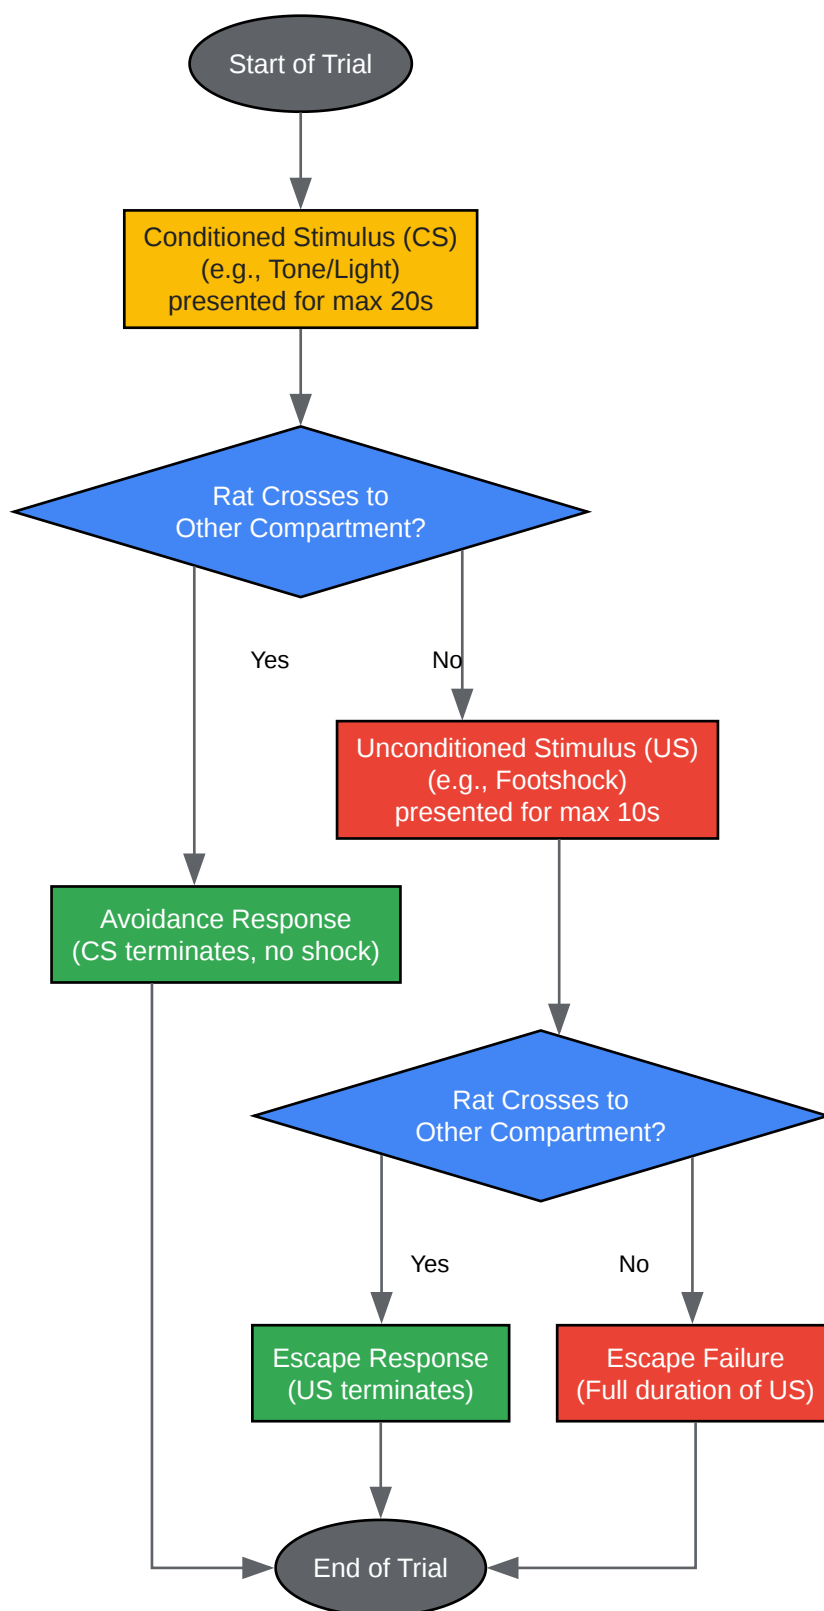 Start of Trial
Conditioned Stimulus (CS)
(e.g., Tone/Light)
presented for max 20s
Rat Crosses to
Other Compartment?
Yes
No
Unconditioned Stimulus (US)
(e.g., Footshock)
presented for max 10s
Avoidance Response
(CS terminates, no shock)
Rat Crosses to
Other Compartment?
Yes
No
Escape Response
(US terminates)
Escape Failure
(Full duration of US)
End of Trial